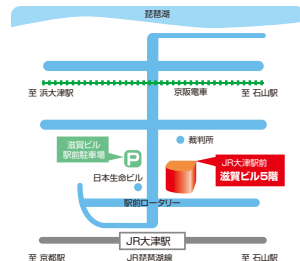 琵琶湖
至 浜大津駅
京阪電車
至 石山駅
裁判所
滋賀ビル
駅前駐車場
P
JR大津駅前
滋賀ビル5階
日本生命ビル
駅前ロータリー
JR大津駅
至 京都駅
JR琵琶湖線
至 石山駅